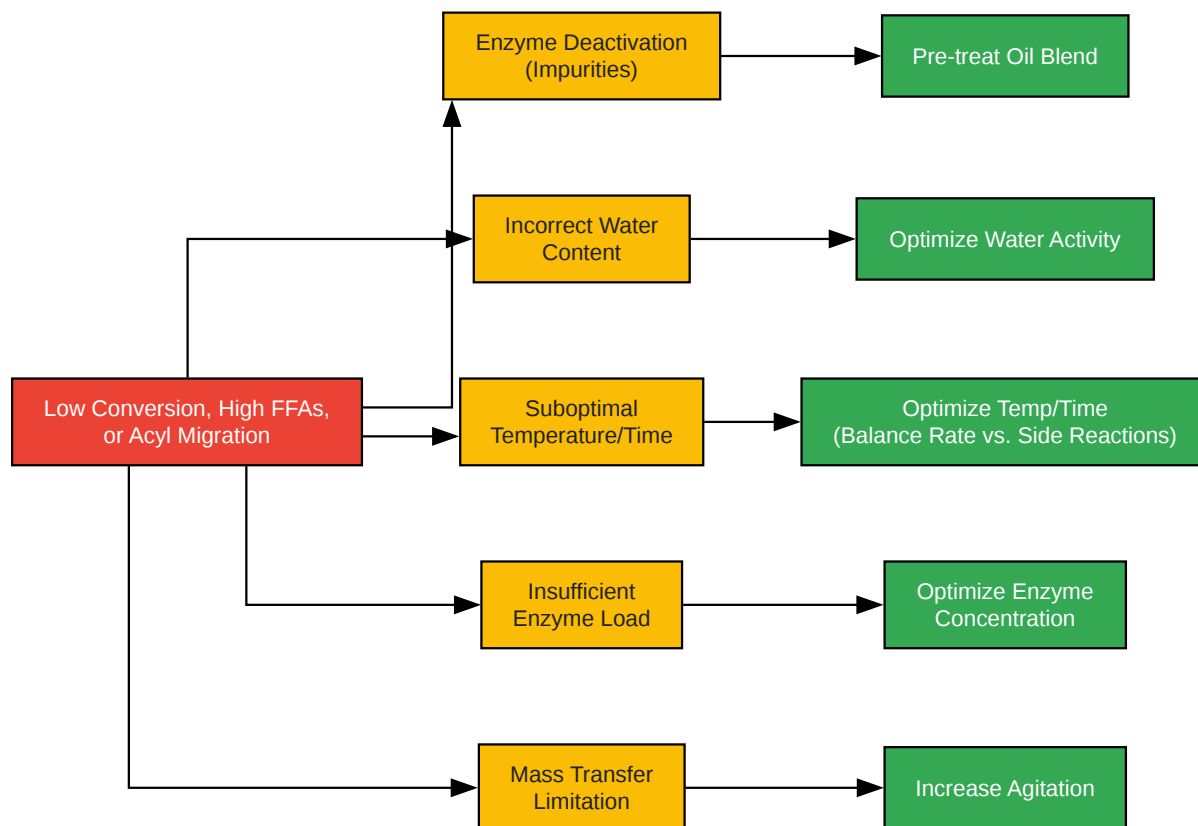 Enzyme Deactivation
(Impurities)
Pre-treat Oil Blend
Incorrect Water
Content
Optimize Water Activity
Low Conversion, High FFAs,
or Acyl Migration
Suboptimal
Temperature/Time
Optimize Temp/Time
(Balance Rate vs. Side Reactions)
Insufficient
Enzyme Load
Optimize Enzyme
Concentration
Mass Transfer
Limitation
Increase Agitation